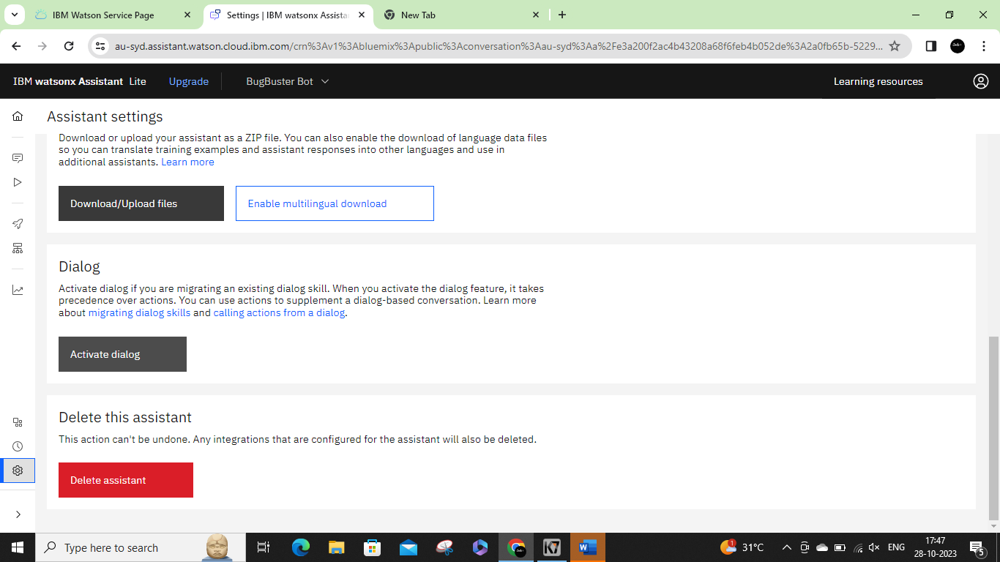 IBM Watson Service Page
Settings | IBM watsonx Assista
New Tab
au-syd.assistant.watson.cloud.ibm.com/crn%3Av1%3Abluemix%3Apublic%3Aconversation%3Aau-syd%3Aa%2Fe3a200f2ac4b43208a68f6feb4b052de%3A2a0fb65b-5229...
IBM watsonx Assistant Lite Upgrade BugBuster Bot Learning resources
Assistant settings
Download or upload your assistant as a ZIP file. You can also enable the download of language data files
so you can translate training examples and assistant responses into other languages and use in
additional assistants. Learn more
Download/Upload files Enable multilingual download
Dialog
Activate dialog if you are migrating an existing dialog skill. When you activate the dialog feature, it takes
precedence over actions. You can use actions to supplement a dialog-based conversation. Learn more
about migrating dialog skills and calling actions from a dialog.
Activate dialog
Delete this assistant
This action can't be undone. Any integrations that are configured for the assistant will also be deleted.
Delete assistant
Type here to search
1
31°C
ENG
17:47
28-10-2023
5